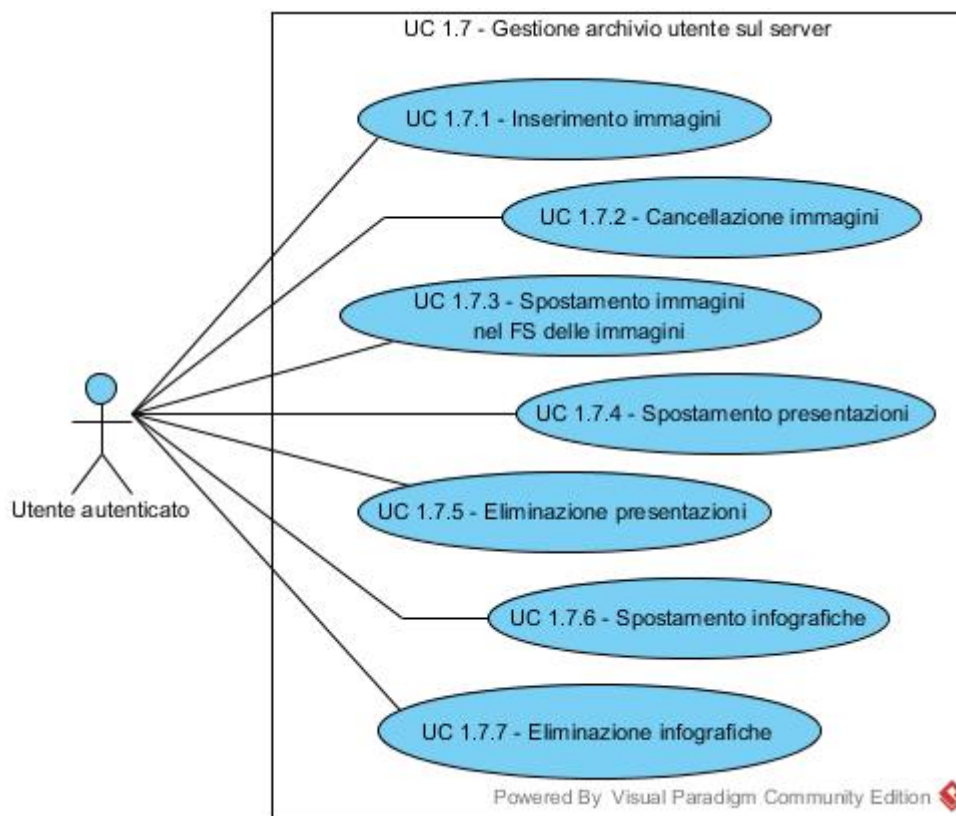 UC 1.7 - Gestione archivio utente sul server
UC 1.7.1 - Inserimento immagini
UC 1.7.2 - Cancellazione immagini
UC 1.7.3 - Spostamento immagini
nel FS delle immagini
UC 1.7.4 - Spostamento presentazioni
Utente autenticato
UC 1.7.5 - Eliminazione presentazioni
UC 1.7.6 - Spostamento infografiche
UC 1.7.7 - Eliminazione infografiche
Powered By Visual Paradigm Community Edition